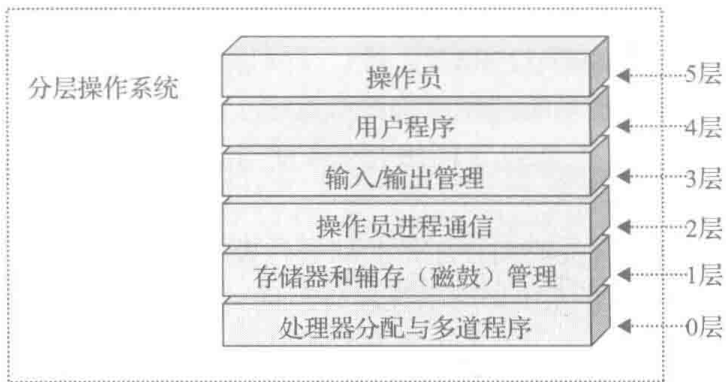 分层操作系统
操作员
5层
用户程序
4层
输入/输出管理
3层
操作员进程通信
2层
存储器和辅存（磁鼓）管理
1层
处理器分配与多道程序
0层